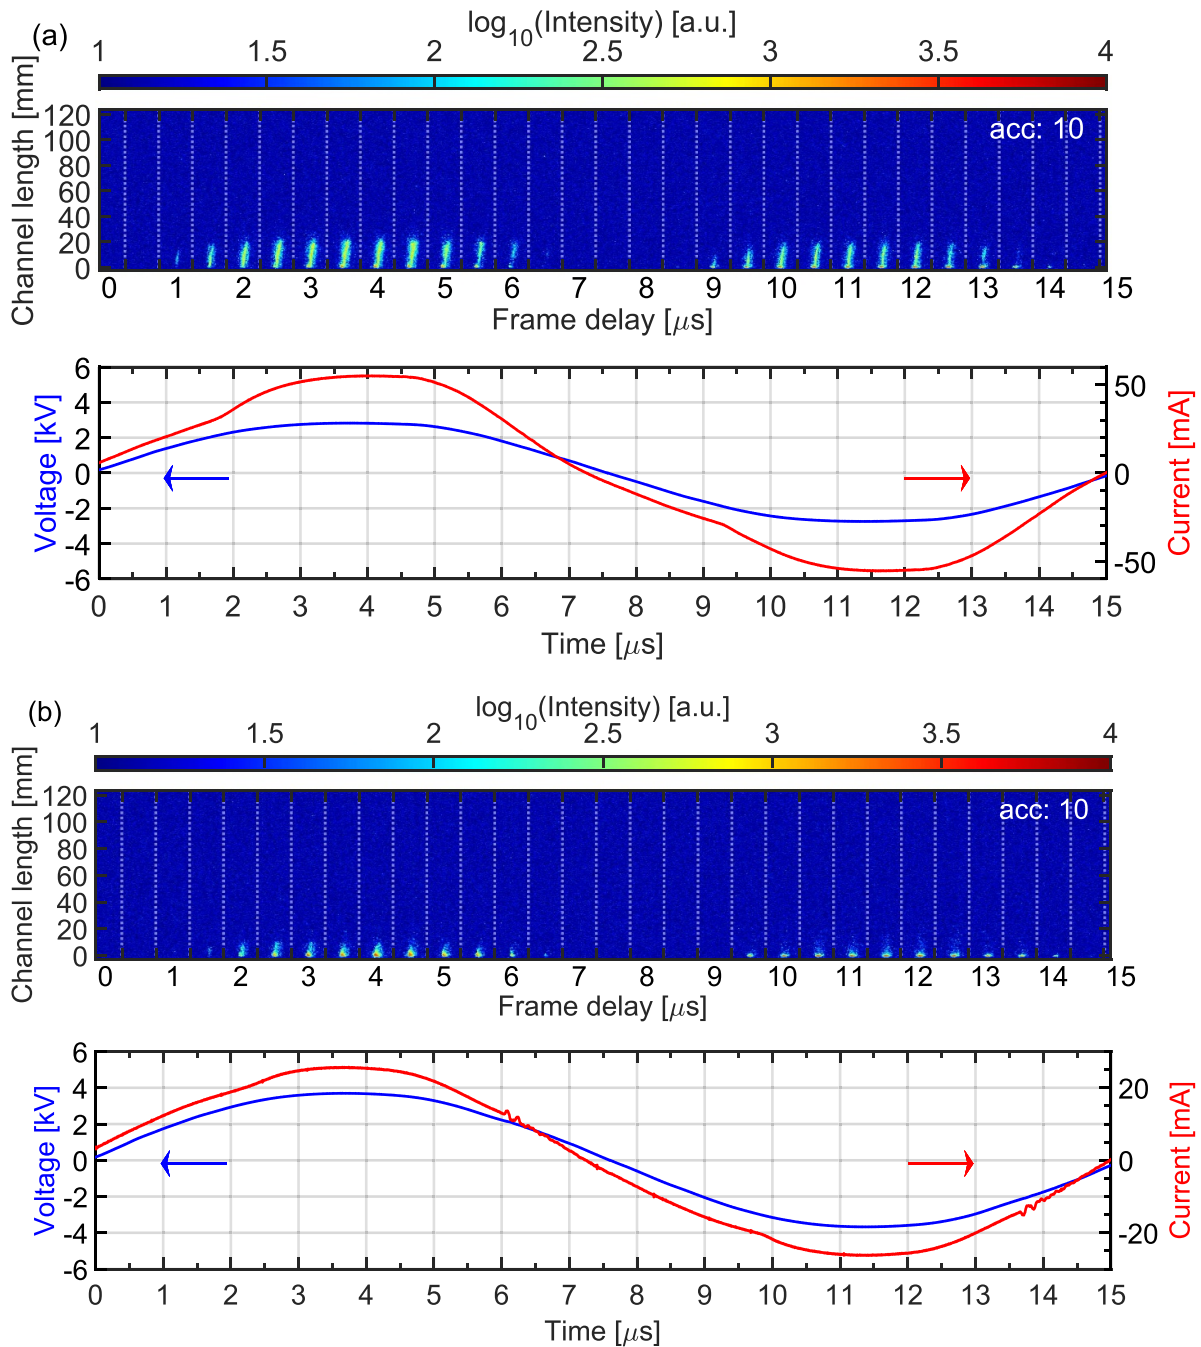 (a)
log10(Intensity) [a.u.]
1 1.5 2 2.5 3 3.5 4
Channel length [mm]
120
100
80
60
40
20
0
acc: 10
0 1 2 3 4 5 6 7 8 9 10 11 12 13 14 15
Frame delay [μs]
Voltage [kV]
6
4
2
0
-2
-4
-6
50
0
-50
Current [mA]
0 1 2 3 4 5 6 7 8 9 10 11 12 13 14 15
Time [μs]
(b)
log10(Intensity) [a.u.]
1 1.5 2 2.5 3 3.5 4
Channel length [mm]
120
100
80
60
40
20
0
acc: 10
0 1 2 3 4 5 6 7 8 9 10 11 12 13 14 15
Frame delay [μs]
Voltage [kV]
6
4
2
0
-2
-4
-6
20
0
-20
Current [mA]
0 1 2 3 4 5 6 7 8 9 10 11 12 13 14 15
Time [μs]